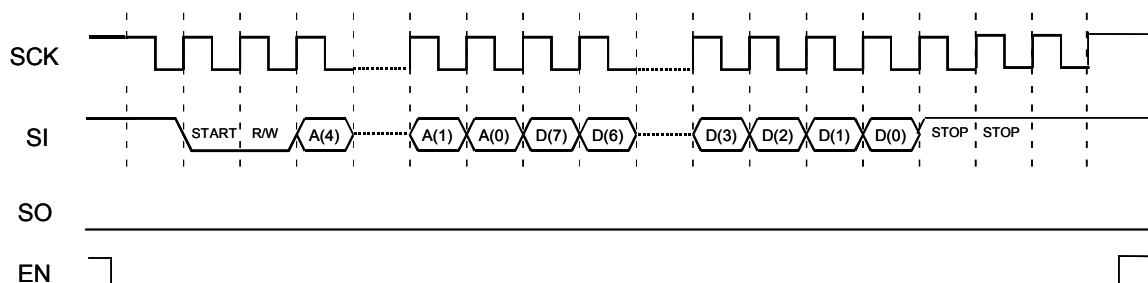 SCK
SI START R/W A(4) A(1) A(0) D(7) D(6) D(3) D(2) D(1) D(0) STOP STOP
SO
EN